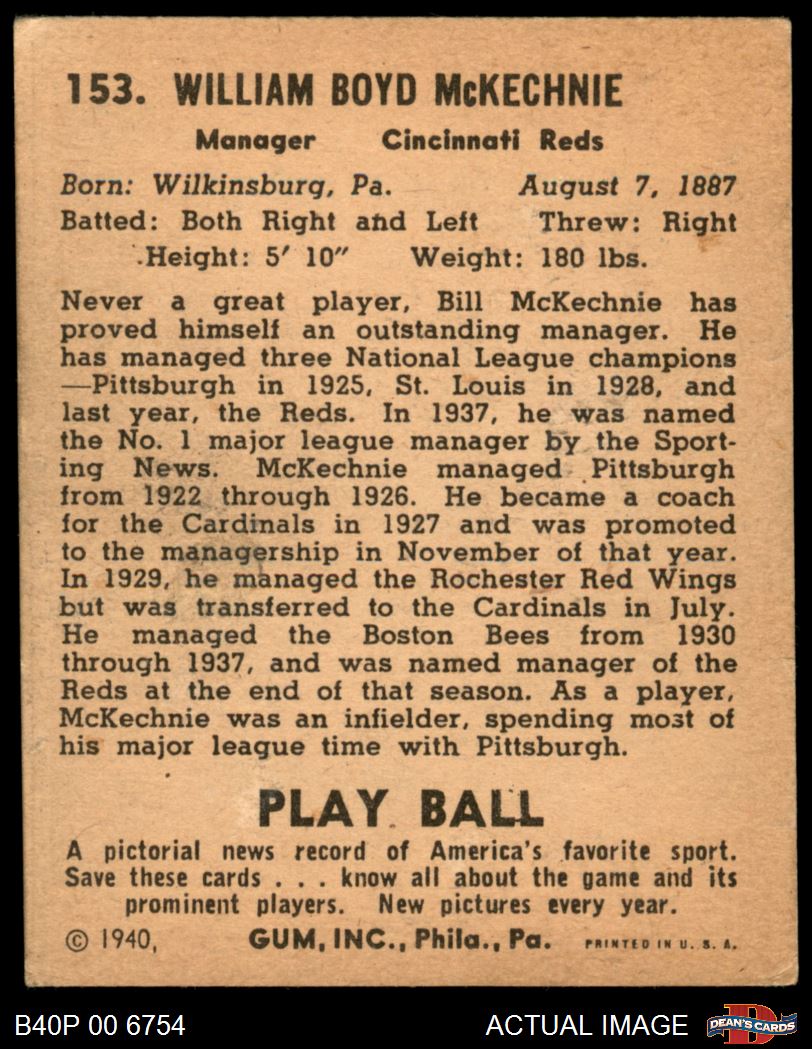 153. WILLIAM BOYD McKECHNIE
Manager Cincinnati Reds
Born: Wilkinsburg, Pa. August 7, 1887
Batted: Both Right and Left Threw: Right
Height: 5' 10" Weight: 180 lbs.
Never a great player, Bill McKechnie has
proved himself an outstanding manager. He
has managed three National League champions
—Pittsburgh in 1925, St. Louis in 1928, and
last year, the Reds. In 1937, he was named
the No. 1 major league manager by the Sport-
ing News. McKechnie managed Pittsburgh
from 1922 through 1926. He became a coach
for the Cardinals in 1927 and was promoted
to the managership in November of that year.
In 1929, he managed the Rochester Red Wings
but was transferred to the Cardinals in July.
He managed the Boston Bees from 1930
through 1937, and was named manager of the
Reds at the end of that season. As a player,
McKechnie was an infielder, spending most of
his major league time with Pittsburgh.
PLAY BALL
A pictorial news record of America's favorite sport.
Save these cards . . . know all about the game and its
prominent players. New pictures every year.
© 1940, GUM, INC., Phila., Pa. PRINTED IN U. S. A.
B40P 00 6754 ACTUAL IMAGE D DEAN'S CARDS